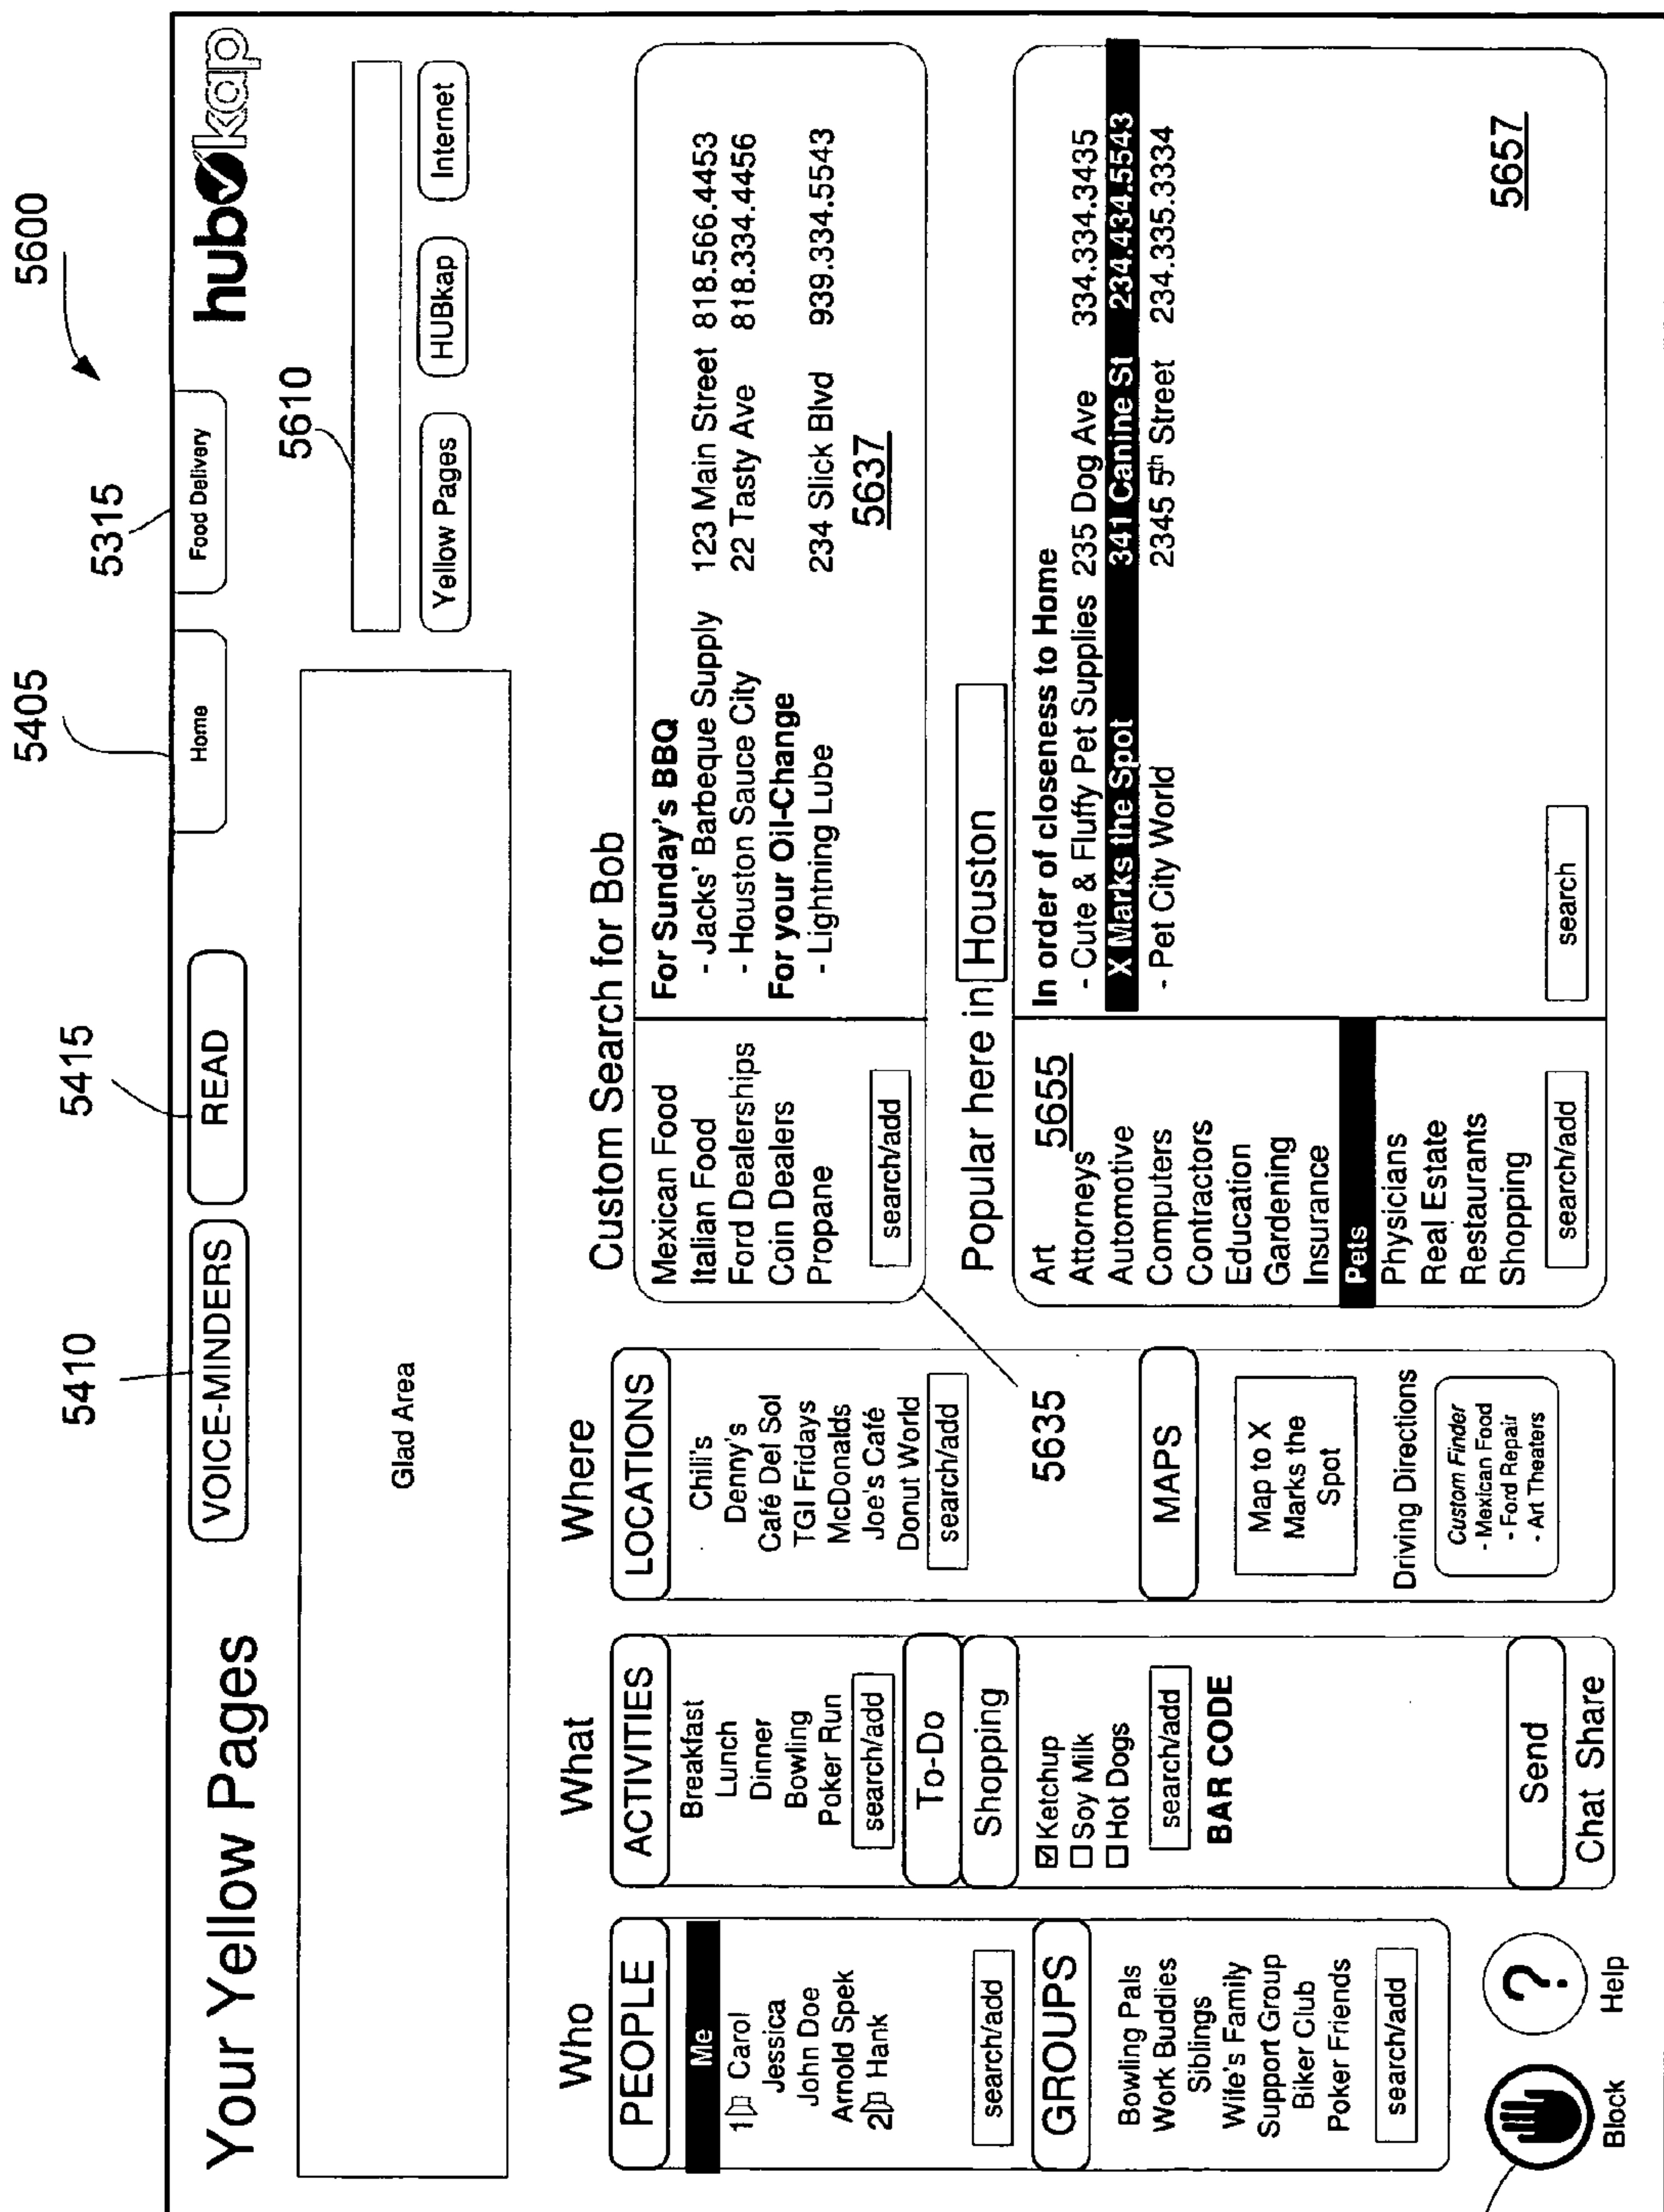 5600
5405
5315
5410
5415
Your Yellow Pages
VOICE-MINDERS
READ
Home
Food Delivery
hub kap
5610
Glad Area
Yellow Pages
HUBkap
Internet
Who
PEOPLE
Me
1 Carol
Jessica
John Doe
Arnold Spek
2 Hank
search/add
GROUPS
Bowling Pals
Work Buddies
Siblings
Wife's Family
Support Group
Biker Club
Poker Friends
search/add
Block
Help
What
ACTIVITIES
Breakfast
Lunch
Dinner
Bowling
Poker Run
search/add
To-Do
Shopping
☑ Ketchup
☐ Soy Milk
☐ Hot Dogs
search/add
BAR CODE
Send
Chat Share
Where
LOCATIONS
Chili's
Denny's
Café Del Sol
TGI Fridays
McDonalds
Joe's Café
Donut World
search/add
5635
MAPS
Map to X
Marks the
Spot
Driving Directions
Custom Finder
- Mexican Food
- Ford Repair
- Art Theaters
Custom Search for Bob
Mexican Food
Italian Food
Ford Dealerships
Coin Dealers
Propane
search/add
For Sunday's BBQ
- Jacks' Barbeque Supply 123 Main Street 818.566.4453
- Houston Sauce City 22 Tasty Ave 818.334.4456
For your Oil-Change
- Lightning Lube 234 Slick Blvd 939.334.5543
5637
Popular here in Houston
Art
5655
Attorneys
Automotive
Computers
Contractors
Education
Gardening
Insurance
Pets
Physicians
Real Estate
Restaurants
Shopping
search/add
In order of closeness to Home
- Cute & Fluffy Pet Supplies 235 Dog Ave 334.334.3435
X Marks the Spot 341 Canine St 234.434.5543
- Pet City World 2345 5th Street 234.335.3334
search
5657